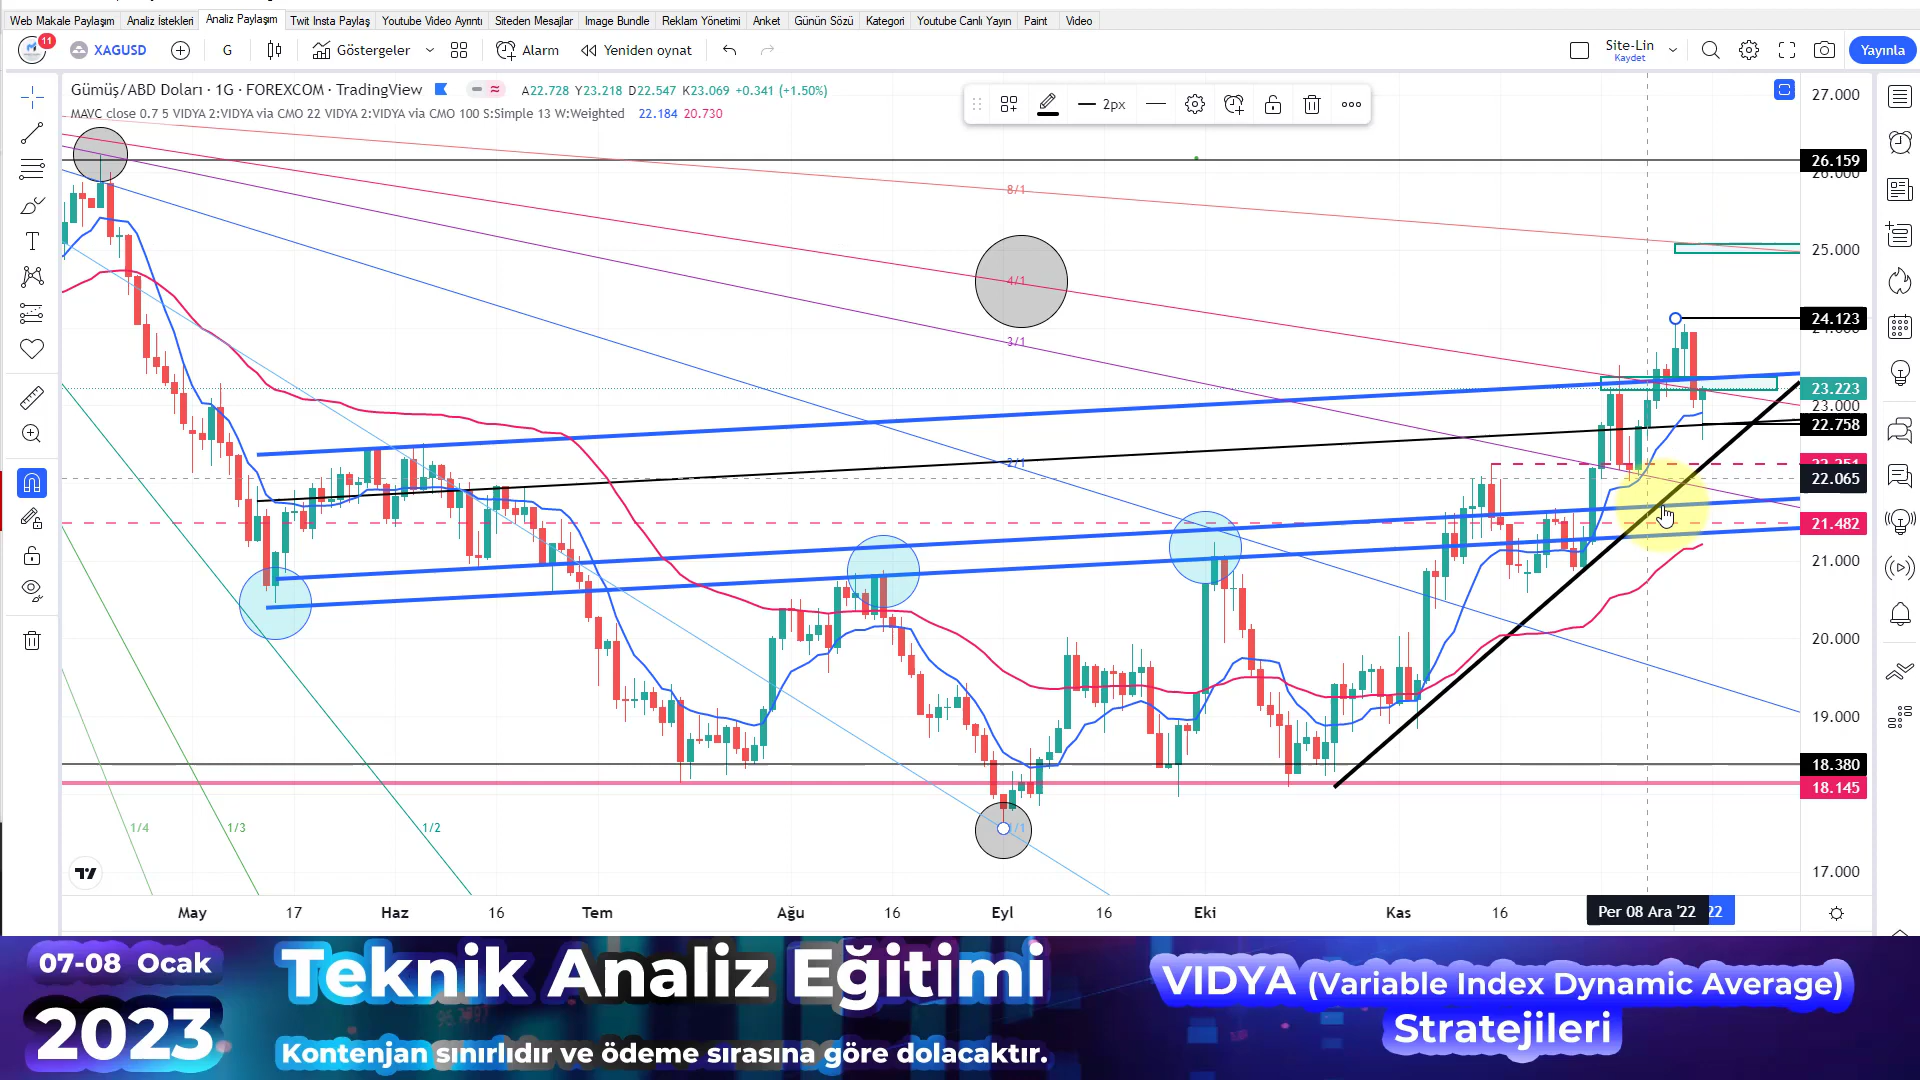 Web Makale Paylaşım Analiz İstekleri Analiz Paylaşım Twit Insta Paylaş Youtube Video Ayrıntı Siteden Mesajlar Image Bundle Reklam Yönetimi Anket Günün Sözü Kategori Youtube Canlı Yayın Paint Video
11 XAGUSD G Göstergeler Alarm Yeniden oynat Site-Lin Yayınla
Kaydet
Gümüş/ABD Doları · 1G · FOREXCOM · TradingView A22.728 Y23.218 D22.547 K23.069 +0.341 (+1.50%)
MAVC close 0.7 5 VIDYA 2:VIDYA via CMO 22 VIDYA 2:VIDYA via CMO 100 S:Simple 13 W:Weighted 22.184 20.730
2px
27.000
26.159
26.000
8/1
25.000
4/1
24.123
3/1
23.223
23.000
22.758
2/1
22.065
21.482
21.000
20.000
19.000
18.380
18.145
1/4 1/3 1/2 1/1
17.000
May 17 Haz 16 Tem Ağu 16 Eyl 16 Eki Kas 16 Per 08 Ara '22 22
07-08 Ocak
2023
Teknik Analiz Eğitimi
Kontenjan sınırlıdır ve ödeme sırasına göre dolacaktır.
VIDYA (Variable Index Dynamic Average)
Stratejileri